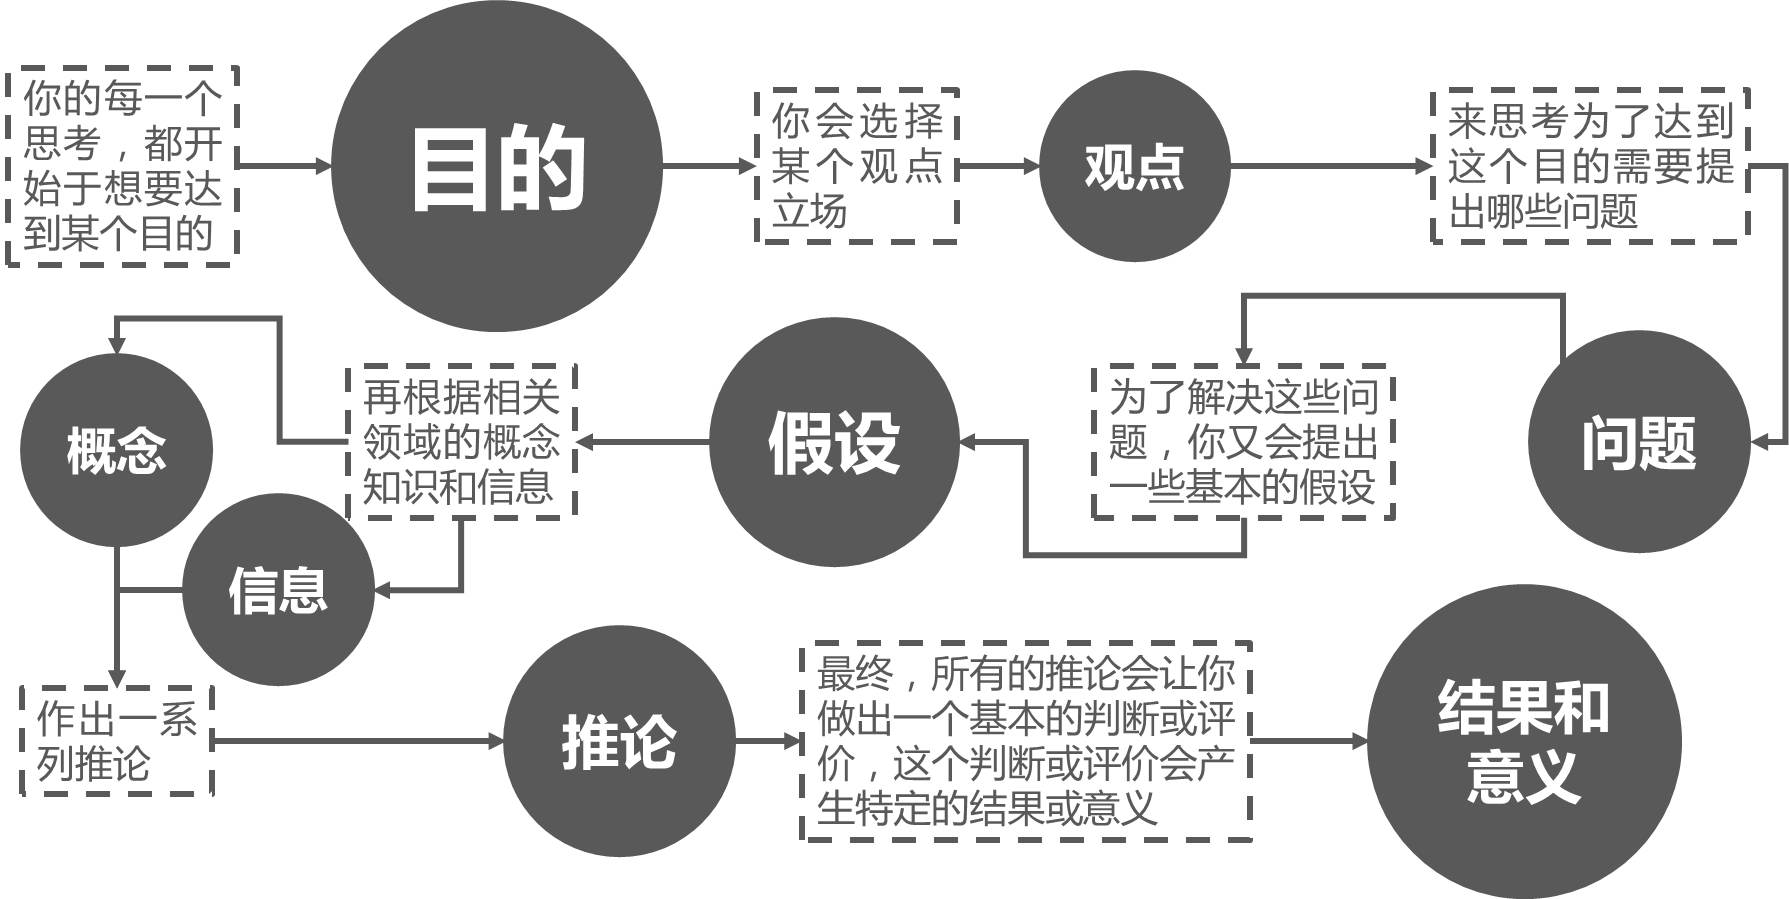 你的每一个
思考，都开
始于想要达
到某个目的
目的
你会选择
某个观点
立场
观点
来思考为了达到
这个目的需要提
出哪些问题
问题
为了解决这些问
题，你又会提出
一些基本的假设
假设
再根据相关
领域的概念
知识和信息
概念
信息
作出一系
列推论
推论
最终，所有的推论会让你
做出一个基本的判断或评
价，这个判断或评价会产
生特定的结果或意义
结果和
意义